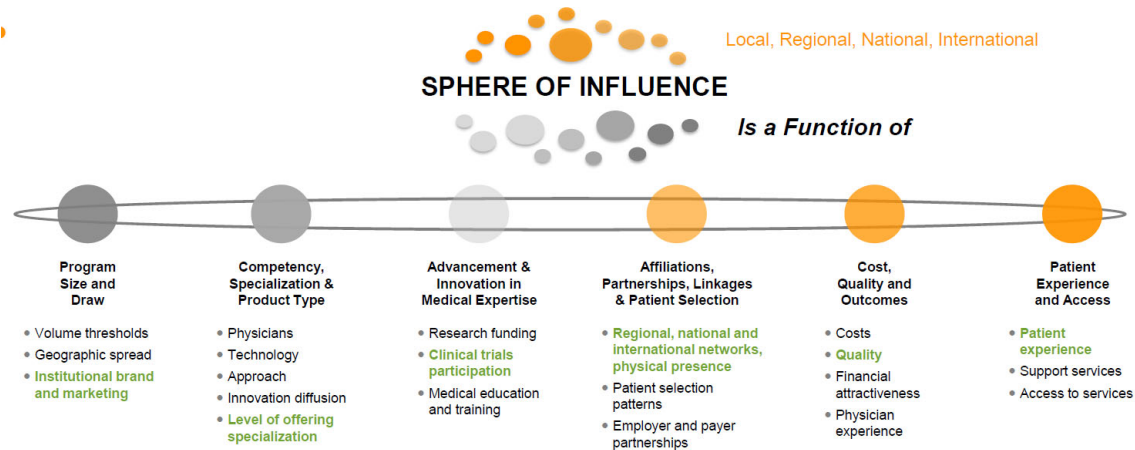 Local, Regional, National, International
SPHERE OF INFLUENCE
Is a Function of
Program
Size and
Draw
• Volume thresholds
• Geographic spread
• Institutional brand
and marketing
Competency,
Specialization &
Product Type
• Physicians
• Technology
• Approach
• Innovation diffusion
• Level of offering
specialization
Advancement &
Innovation in
Medical Expertise
• Research funding
• Clinical trials
participation
• Medical education
and training
Affiliations,
Partnerships, Linkages
& Patient Selection
• Regional, national and
international networks,
physical presence
• Patient selection
patterns
• Employer and payer
partnerships
Cost,
Quality and
Outcomes
• Costs
• Quality
• Financial
attractiveness
• Physician
experience
Patient
Experience
and Access
• Patient
experience
• Support services
• Access to services